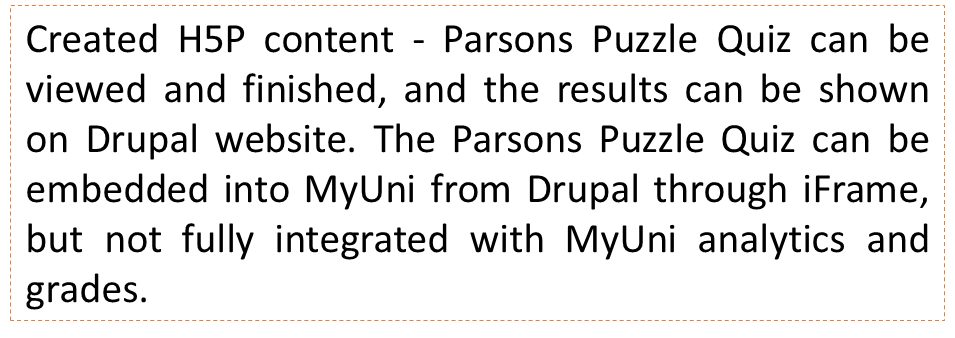 Created H5P content - Parsons Puzzle Quiz can be
viewed and finished, and the results can be shown
on Drupal website. The Parsons Puzzle Quiz can be
embedded into MyUni from Drupal through iFrame,
but not fully integrated with MyUni analytics and
grades.